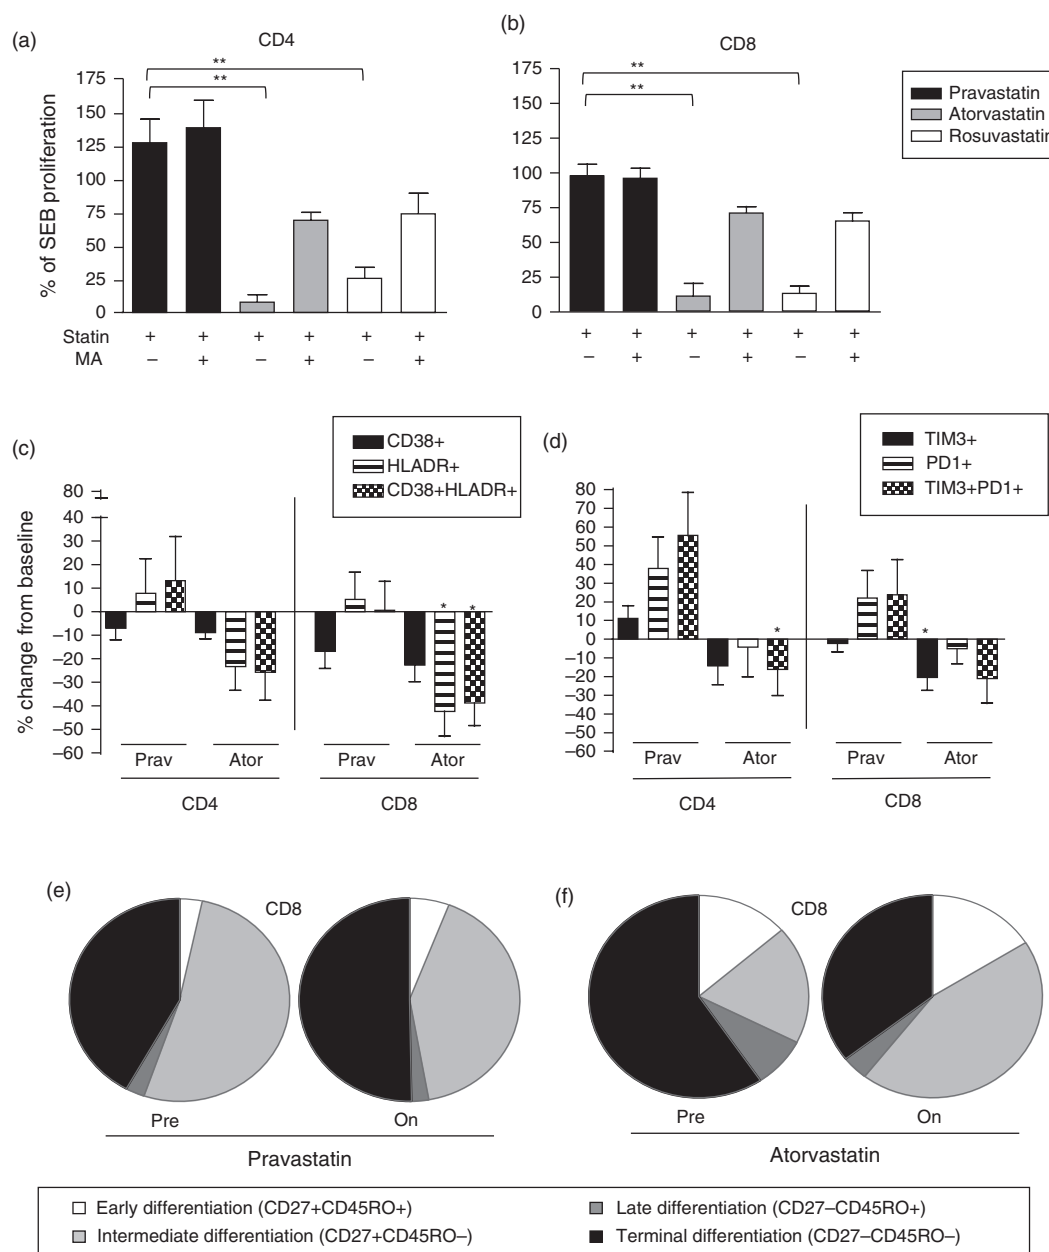 (a)
CD4
**
**
% of SEB proliferation
175
150
125
100
75
50
25
0
Statin + + + + + +
MA – + – + – +
(b)
CD8
**
**
175
150
125
100
75
50
25
0
+ + + + + +
– + – + – +
Pravastatin
Atorvastatin
Rosuvastatin
(c)
CD38+
HLADR+
CD38+HLADR+
% change from baseline
80
40
30
20
10
0
–10
–20
–30
–40
–50
–60
* *
Prav Ator Prav Ator
CD4 CD8
(d)
TIM3+
PD1+
TIM3+PD1+
80
70
60
50
40
30
20
10
0
–10
–20
–30
–40
–50
–60
* *
Prav Ator Prav Ator
CD4 CD8
(e)
CD8
Pre On
Pravastatin
(f)
CD8
Pre On
Atorvastatin
Early differentiation (CD27+CD45RO+)
Intermediate differentiation (CD27+CD45RO–)
Late differentiation (CD27–CD45RO+)
Terminal differentiation (CD27–CD45RO–)